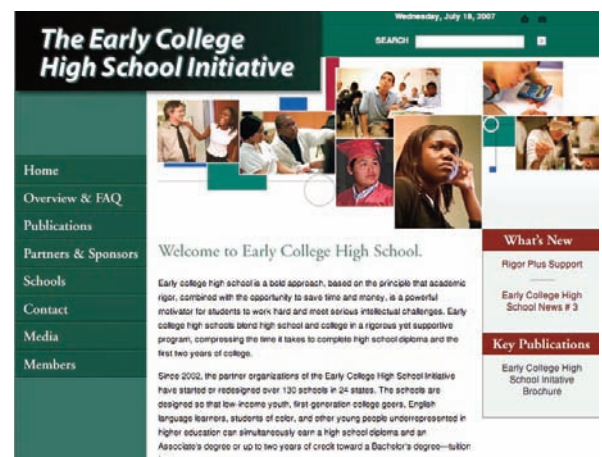 Wednesday, July 18, 2007
The Early College
High School Initiative
SEARCH
Home
Overview & FAQ
Publications
Partners & Sponsors
Schools
Contact
Media
Members
Welcome to Early College High School.
Early college high school is a bold approach, based on the principle that academic
rigor, combined with the opportunity to save time and money, is a powerful
motivator for students to work hard and meet serious intellectual challenges. Early
college high schools blend high school and college in a rigorous yet supportive
program, compressing the time it takes to complete high school diploma and the
first two years of college.
Since 2002, the partner organizations of the Early College High School Initiative
have started or redesigned over 130 schools in 24 states. The schools are
designed so that low-income youth, first generation college goers, English
language learners, students of color, and other young people underrepresented in
higher education can simultaneously earn a high school diploma and an
Associate's degree or up to two years of credit toward a Bachelor's degree—tuition
What's New
Rigor Plus Support
Early College High
School News # 3
Key Publications
Early College High
School Initative
Brochure